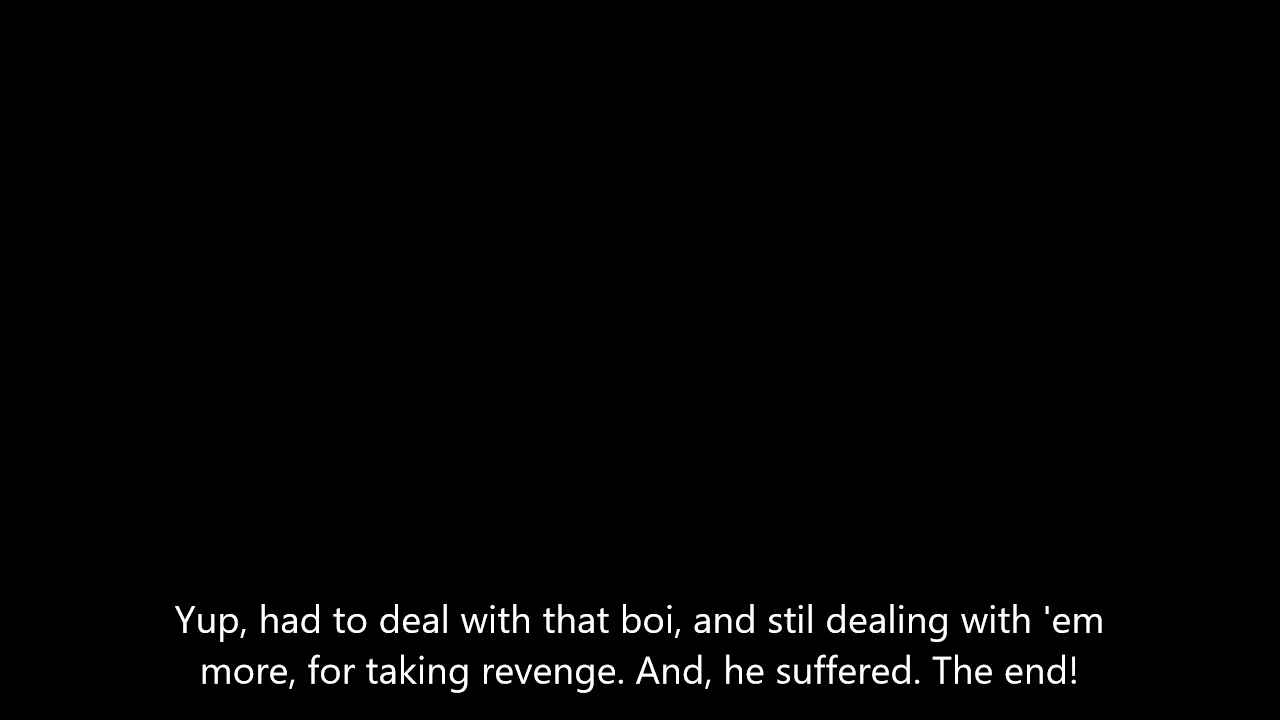 Yup, had to deal with that boi, and stil dealing with 'em
more, for taking revenge. And, he suffered. The end!